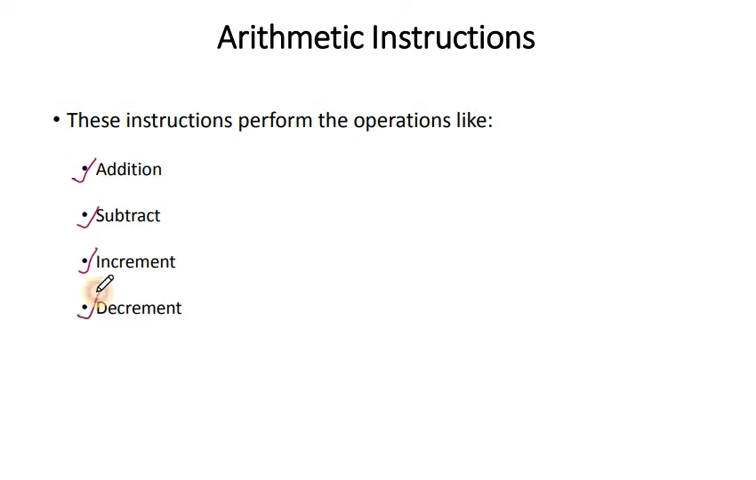 Arithmetic Instructions
• These instructions perform the operations like:
• Addition
• Subtract
• Increment
• Decrement